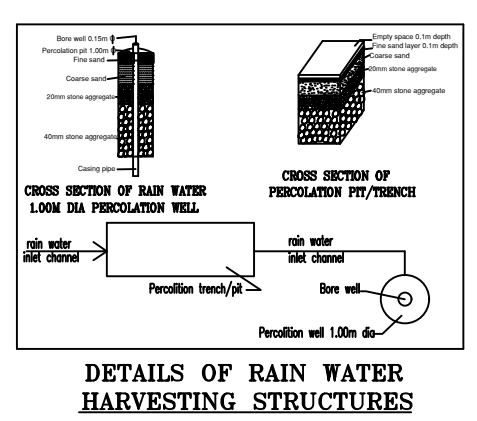 Bore well 0.15m ϕ
Percolation pit 1.00m ϕ
Fine sand
Coarse sand
20mm stone aggregate
40mm stone aggregate
Casing pipe
CROSS SECTION OF RAIN WATER
1.00M DIA PERCOLATION WELL
Empty space 0.1m depth
Fine sand layer 0.1m depth
Coarse sand
20mm stone aggregate
40mm stone aggregate
CROSS SECTION OF
PERCOLATION PIT/TRENCH
rain water
inlet channel
Percolition trench/pit
rain water
inlet channel
Bore well
Percolition well 1.00m dia
DETAILS OF RAIN WATER
HARVESTING STRUCTURES